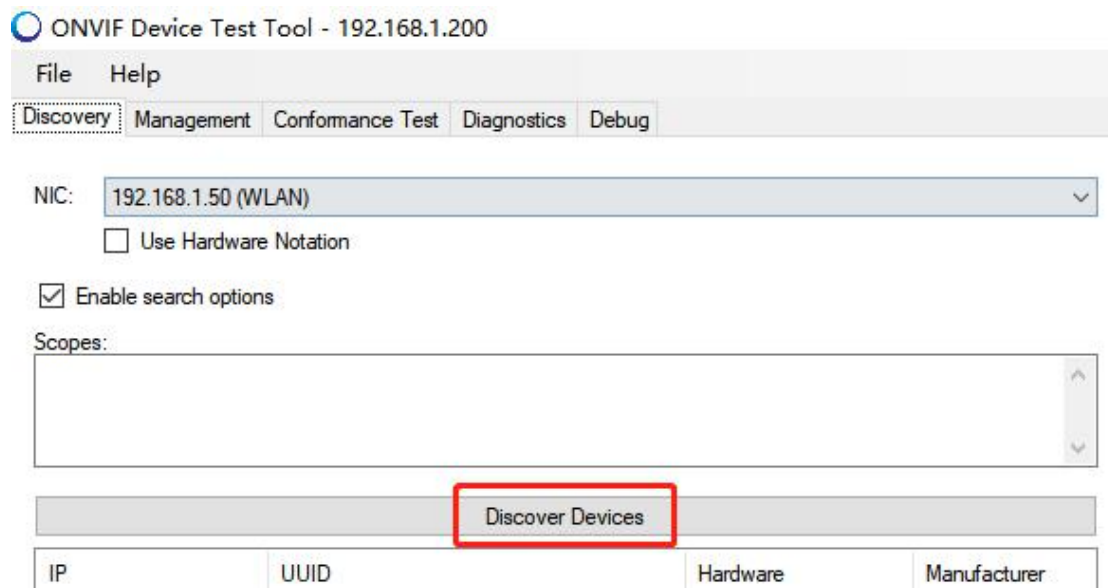 ONVIF Device Test Tool - 192.168.1.200
File Help
Discovery Management Conformance Test Diagnostics Debug
NIC: 192.168.1.50 (WLAN)
Use Hardware Notation
Enable search options
Scopes:
Discover Devices
IP UUID Hardware Manufacturer